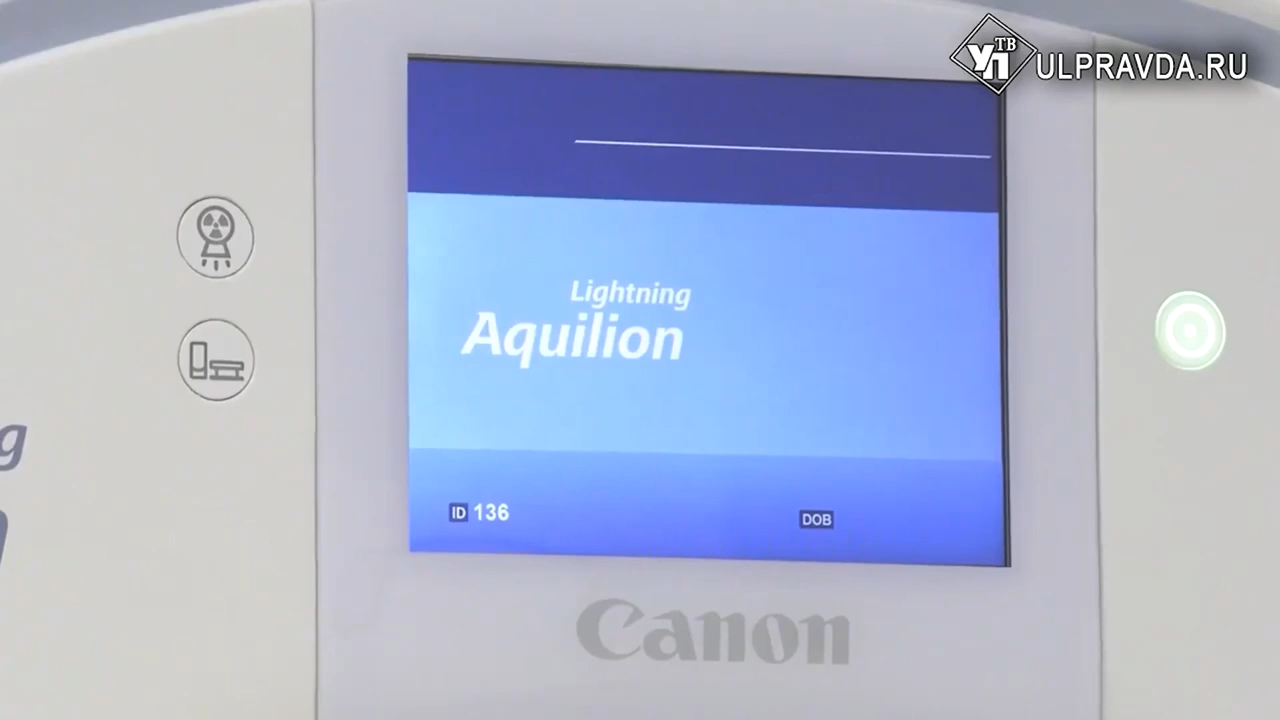 УП ТВ
ULPRAVDA.RU
Lightning
Aquilion
ID 136
DOB
Canon
g